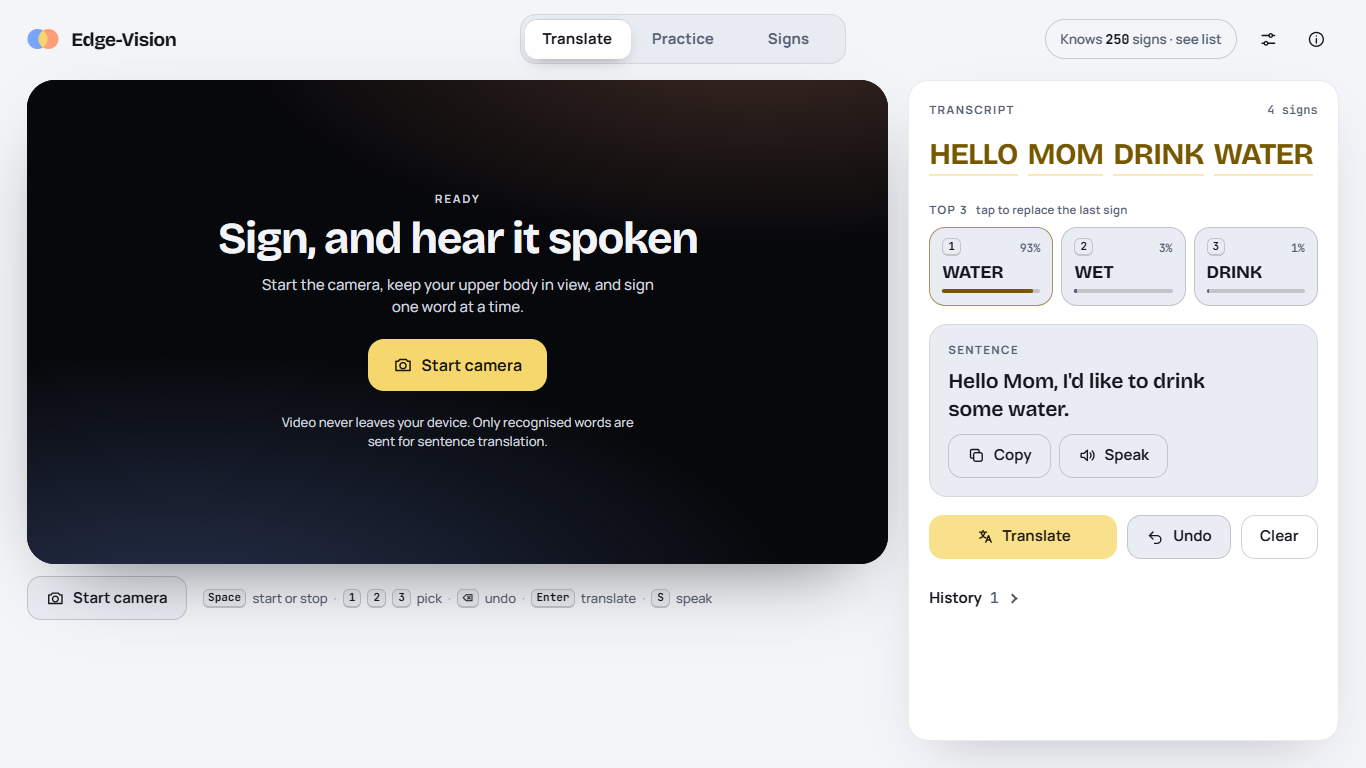 Edge-Vision
Translate
Practice
Signs
Knows 250 signs · see list
READY
Sign, and hear it spoken
Start the camera, keep your upper body in view, and sign
one word at a time.
Start camera
Video never leaves your device. Only recognised words are
sent for sentence translation.
Start camera
Space start or stop · 1 2 3 pick · ⌫ undo · Enter translate · S speak
TRANSCRIPT
4 signs
HELLO MOM DRINK WATER
TOP 3 tap to replace the last sign
1 93%
WATER
2 3%
WET
3 1%
DRINK
SENTENCE
Hello Mom, I'd like to drink
some water.
Copy
Speak
Translate
Undo
Clear
History 1